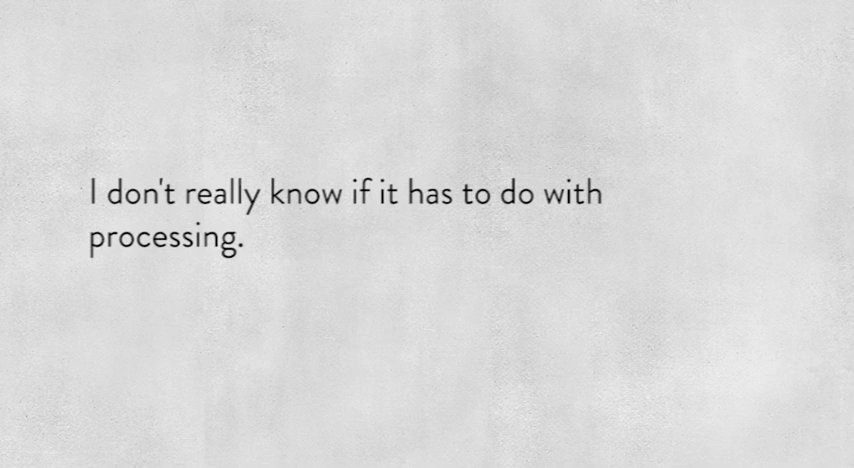 I don't really know if it has to do with
processing.